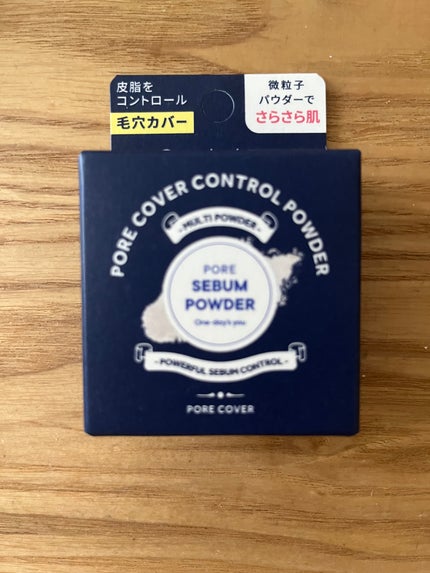 皮脂を
コントロール
毛穴カバー
微粒子
パウダーで
さらさら肌
PORE COVER CONTROL POWDER
- MULTI POWDER -
PORE
SEBUM
POWDER
One-day's you
- POWERFUL SEBUM CONTROL -
PORE COVER